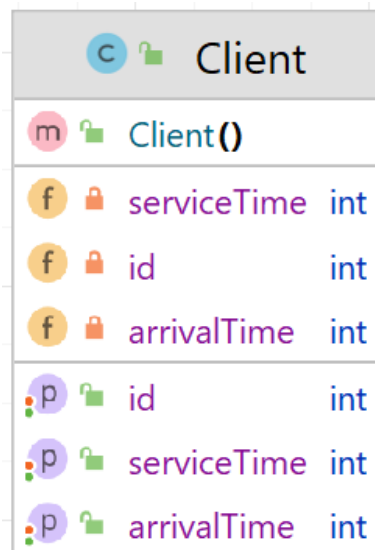 c Client
m Client()
f serviceTime int
f id int
f arrivalTime int
p id int
p serviceTime int
p arrivalTime int